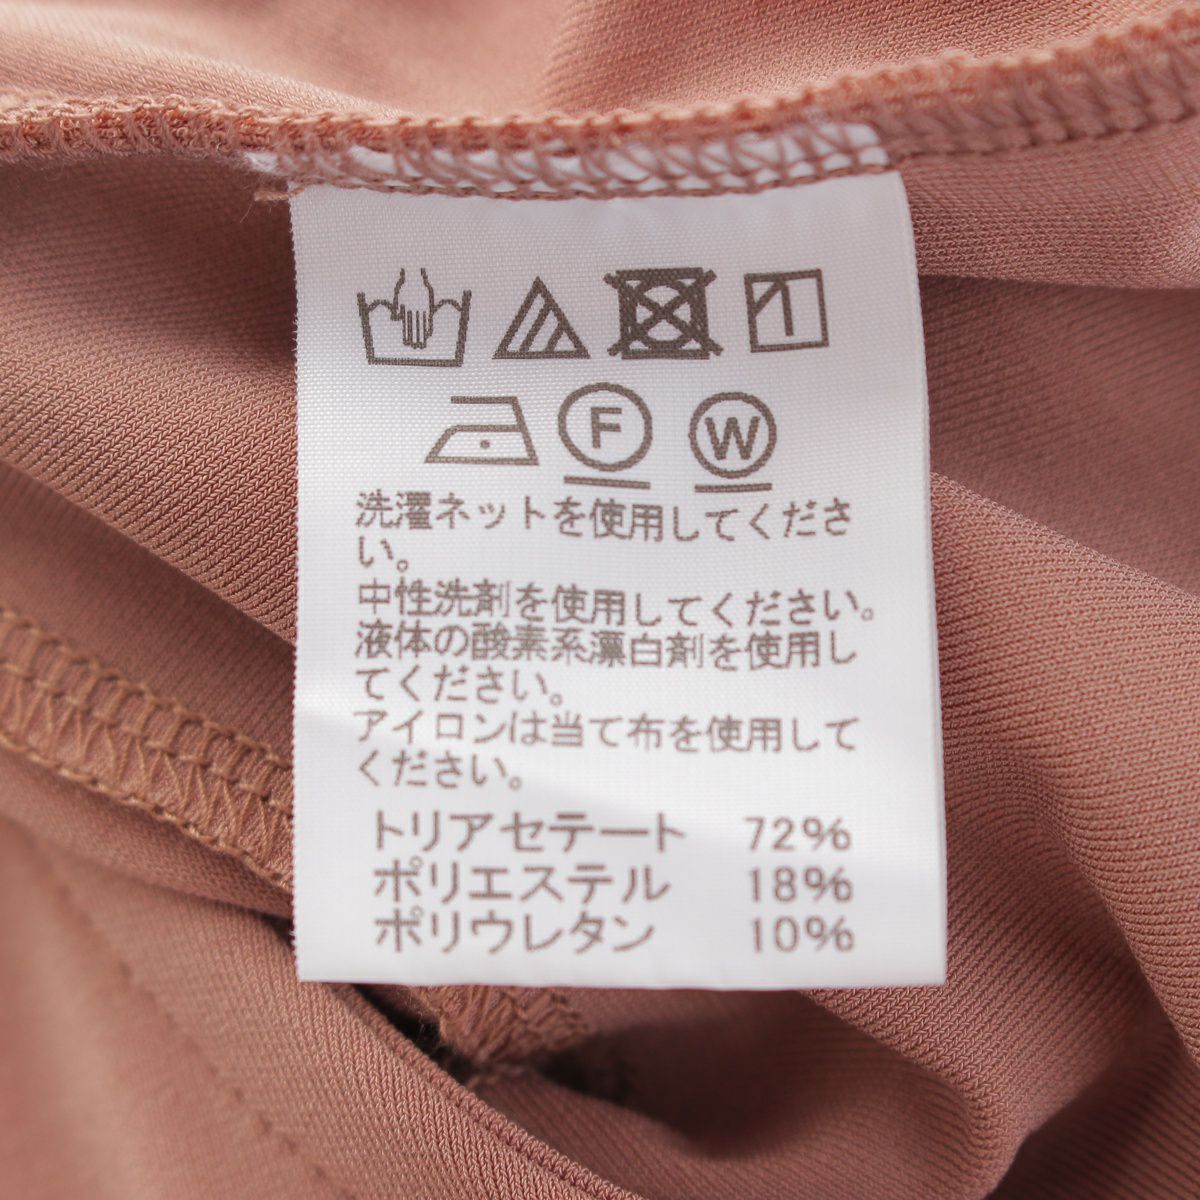 F W
洗濯ネットを使用してくださ
い。
中性洗剤を使用してください。
液体の酸素系漂白剤を使用し
てください。
アイロンは当て布を使用して
ください。
トリアセテート 72%
ポリエステル 18%
ポリウレタン 10%